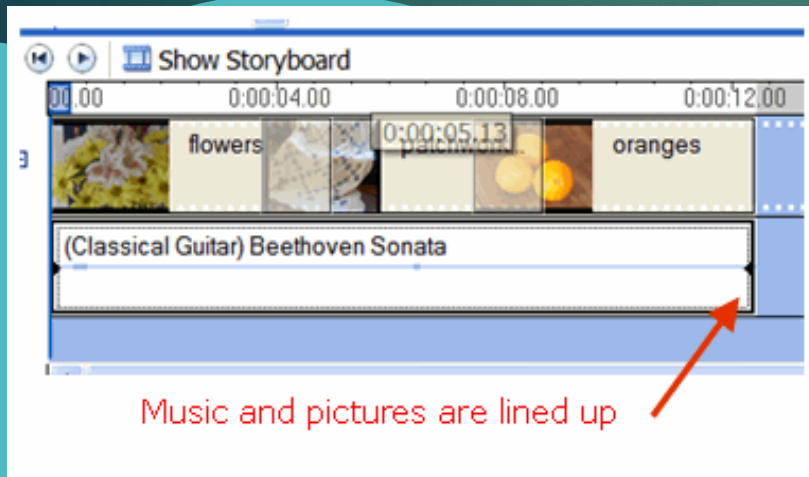 Show Storyboard
00.00 0:00:04.00 0:00:08.00 0:00:12.00
flowers 0:00:05.13 oranges
(Classical Guitar) Beethoven Sonata
Music and pictures are lined up